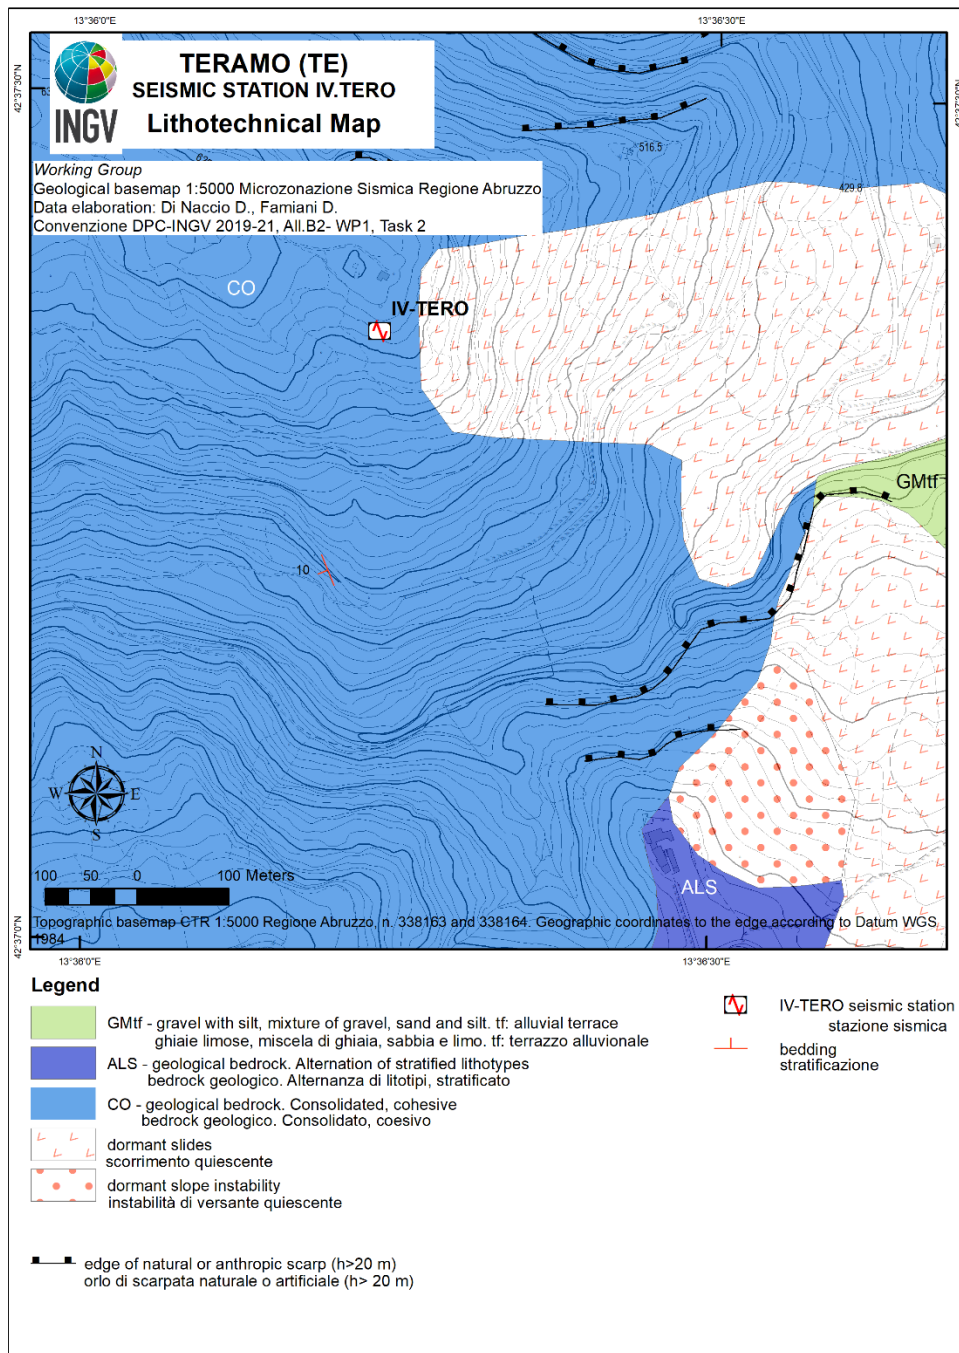 13°36'0"E
13°36'30"E
42°37'30"N
42°37'30"N
INGV
TERAMO (TE)
SEISMIC STATION IV.TERO
Lithotechnical Map
Working Group
Geological basemap 1:5000 Microzonazione Sismica Regione Abruzzo
Data elaboration: Di Naccio D., Famiani D.
Convenzione DPC-INGV 2019-21, All.B2- WP1, Task 2
516.5
429.8
CO
IV-TERO
GMtf
10
N
W
E
S
ALS
100
0
100 Meters
Topographic basemap CTR 1:5000 Regione Abruzzo, n. 338163 and 338164. Geographic coordinates to the edge according to Datum WGS
1984
42°37'0"N
42°37'0"N
13°36'0"E
13°36'30"E
Legend
GMtf - gravel with silt, mixture of gravel, sand and silt. tf: alluvial terrace
ghiaie limose, miscela di ghiaia, sabbia e limo. tf: terrazzo alluvionale
ALS - geological bedrock. Alternation of stratified lithotypes
bedrock geologico. Alternanza di litotipi, stratificato
CO - geological bedrock. Consolidated, cohesive
bedrock geologico. Consolidato, coesivo
dormant slides
scorrimento quiescente
dormant slope instability
instabilità di versante quiescente
edge of natural or anthropic scarp (h>20 m)
orlo di scarpata naturale o artificiale (h> 20 m)
IV-TERO seismic station
stazione sismica
bedding
stratificazione